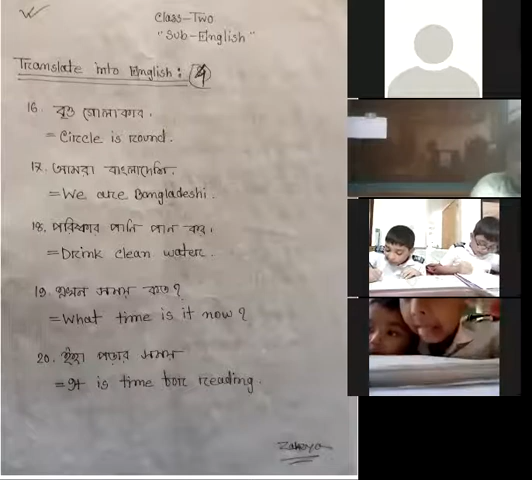 Class-Two
"Sub-English"
Translate into English: 4
16. বৃত্ত গোলাকার.
= Circle is round.
17. আমরা বাংলাদেশি.
= We are Bangladeshi.
18. পরিষ্কার পানি পান কর.
= Drink clean water.
19. এখন সময় কত?
= What time is it now?
20. ইহা পড়ার সময়
= It is time for reading.